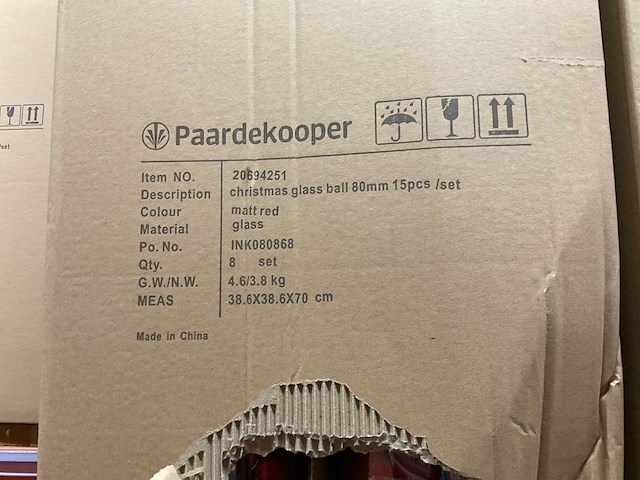 Paardekooper
Item NO. 20694251
Description christmas glass ball 80mm 15pcs /set
Colour matt red
Material glass
Po. No. INK080868
Qty. 8 set
G.W./N.W. 4.6/3.8 kg
MEAS 38.6X38.6X70 cm
Made in China
/set